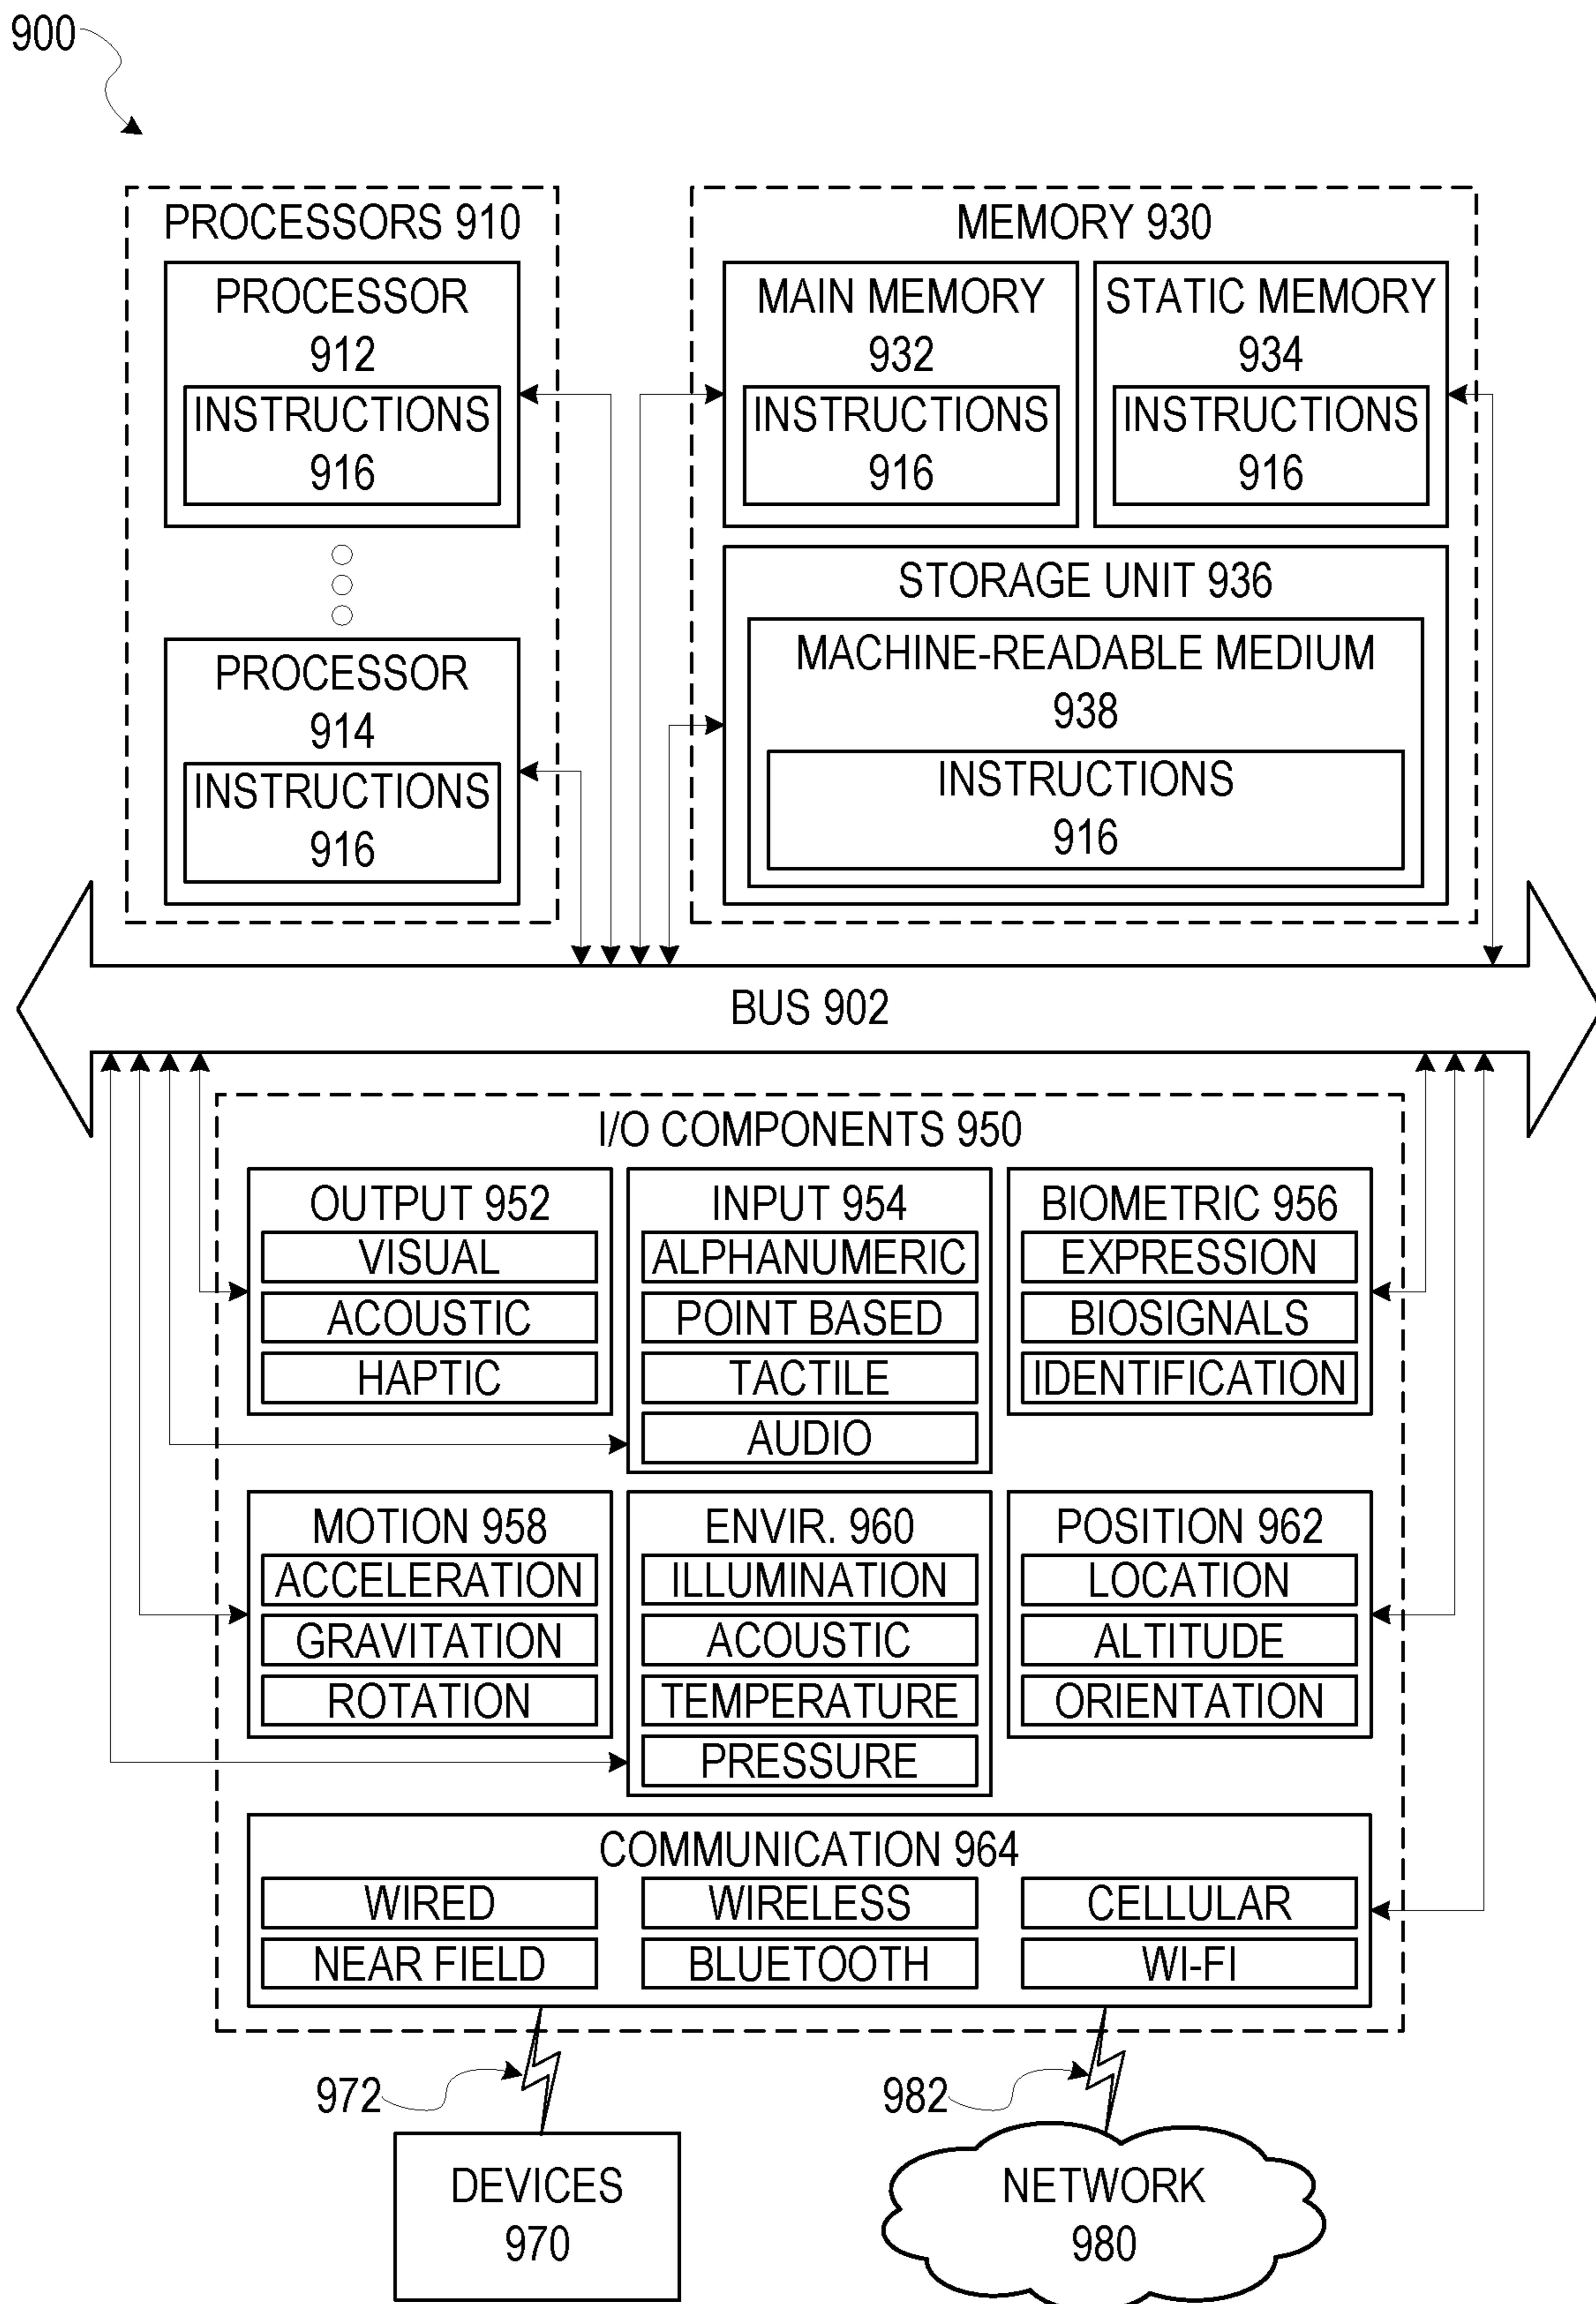 900
PROCESSORS 910
PROCESSOR
912
INSTRUCTIONS
916
PROCESSOR
914
INSTRUCTIONS
916
MEMORY 930
MAIN MEMORY
932
INSTRUCTIONS
916
STATIC MEMORY
934
INSTRUCTIONS
916
STORAGE UNIT 936
MACHINE-READABLE MEDIUM
938
INSTRUCTIONS
916
BUS 902
I/O COMPONENTS 950
OUTPUT 952
VISUAL
ACOUSTIC
HAPTIC
INPUT 954
ALPHANUMERIC
POINT BASED
TACTILE
AUDIO
BIOMETRIC 956
EXPRESSION
BIOSIGNALS
IDENTIFICATION
MOTION 958
ACCELERATION
GRAVITATION
ROTATION
ENVIR. 960
ILLUMINATION
ACOUSTIC
TEMPERATURE
PRESSURE
POSITION 962
LOCATION
ALTITUDE
ORIENTATION
COMMUNICATION 964
WIRED
WIRELESS
CELLULAR
NEAR FIELD
BLUETOOTH
WI-FI
972
982
DEVICES
970
NETWORK
980